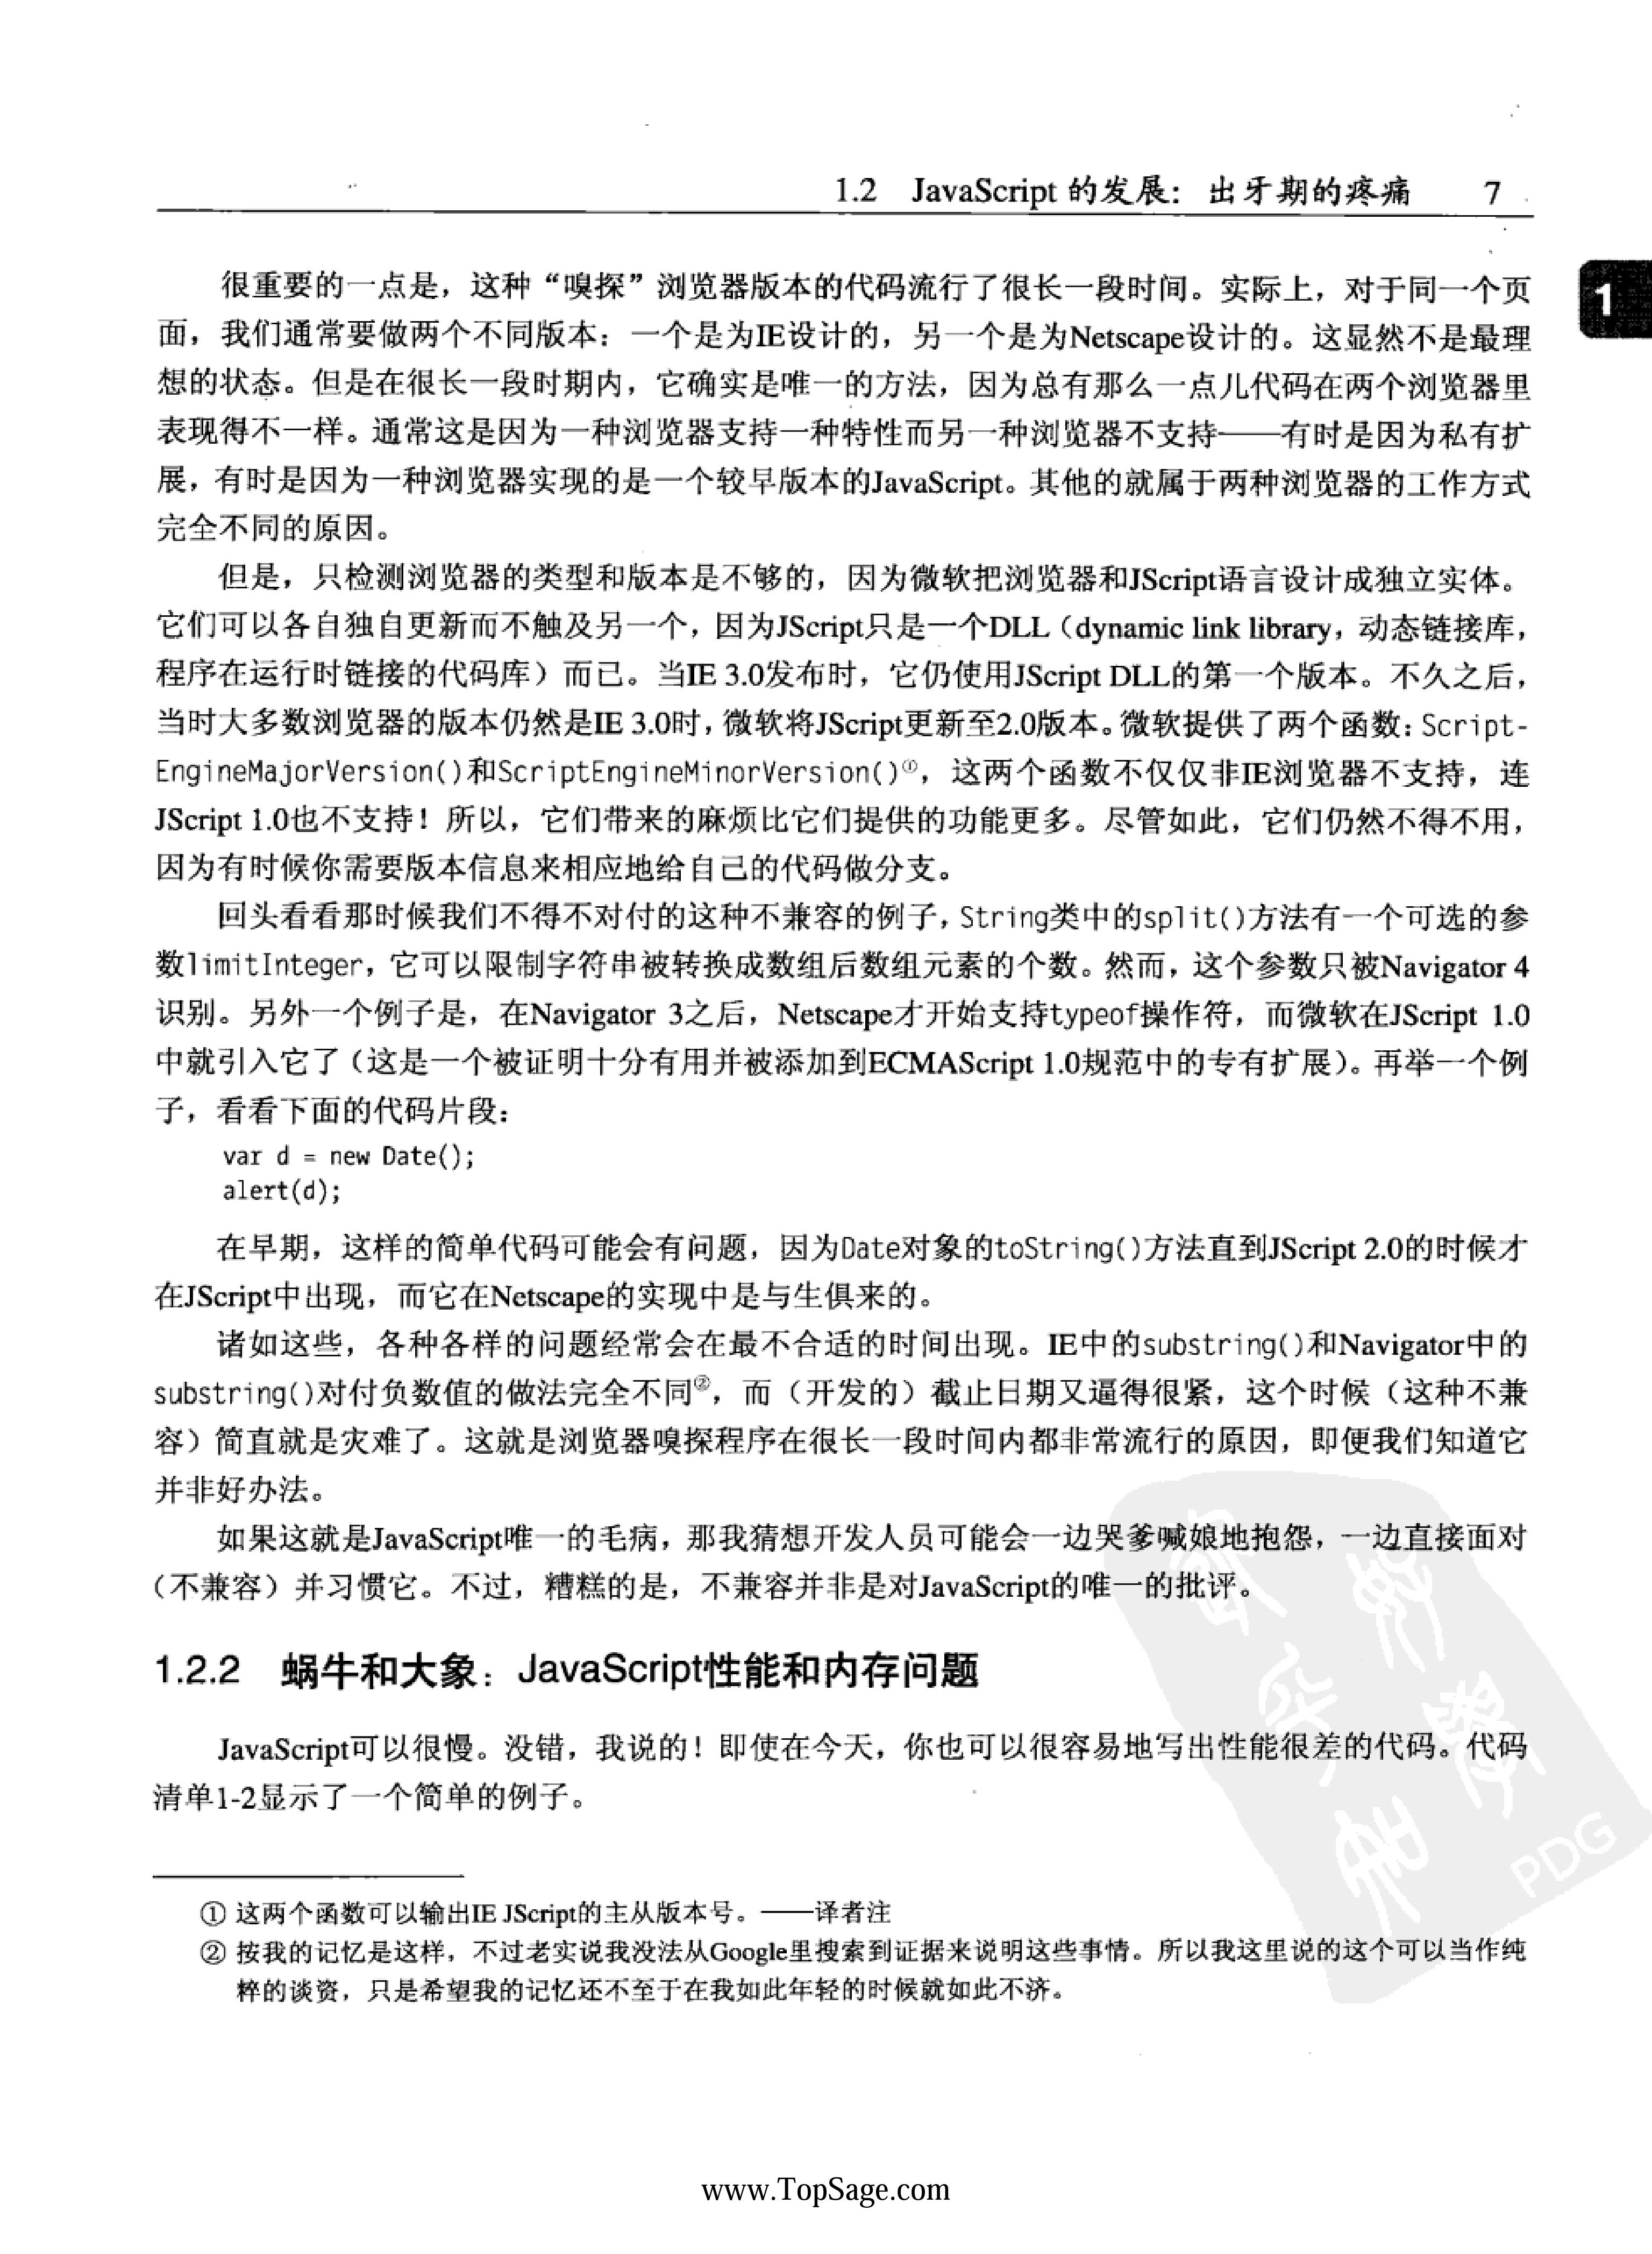 1.2 JavaScript 的发展：出牙期的疼痛 7
1
很重要的一点是，这种“嗅探”浏览器版本的代码流行了很长一段时间。实际上，对于同一个页
面，我们通常要做两个不同版本：一个是为IE设计的，另一个是为Netscape设计的。这显然不是最理
想的状态。但是在很长一段时期内，它确实是唯一的方法，因为总有那么一点儿代码在两个浏览器里
表现得不一样。通常这是因为一种浏览器支持一种特性而另一种浏览器不支持——有时是因为私有扩
展，有时是因为一种浏览器实现的是一个较早版本的JavaScript。其他的就属于两种浏览器的工作方式
完全不同的原因。
但是，只检测浏览器的类型和版本是不够的，因为微软把浏览器和JScript语言设计成独立实体。
它们可以各自独自更新而不触及另一个，因为JScript只是一个DLL（dynamic link library，动态链接库，
程序在运行时链接的代码库）而已。当IE 3.0发布时，它仍使用JScript DLL的第一个版本。不久之后，
当时大多数浏览器的版本仍然是IE 3.0时，微软将JScript更新至2.0版本。微软提供了两个函数：Script-
EngineMajorVersion()和ScriptEngineMinorVersion()①，这两个函数不仅仅非IE浏览器不支持，连
JScript 1.0也不支持！所以，它们带来的麻烦比它们提供的功能更多。尽管如此，它们仍然不得不用，
因为有时候你需要版本信息来相应地给自己的代码做分支。
回头看看那时候我们不得不对付的这种不兼容的例子，String类中的split()方法有一个可选的参
数limitInteger，它可以限制字符串被转换成数组后数组元素的个数。然而，这个参数只被Navigator 4
识别。另外一个例子是，在Navigator 3之后，Netscape才开始支持typeof操作符，而微软在JScript 1.0
中就引入它了（这是一个被证明十分有用并被添加到ECMAScript 1.0规范中的专有扩展）。再举一个例
子，看看下面的代码片段：
var d = new Date();
alert(d);
在早期，这样的简单代码可能会有问题，因为Date对象的toString()方法直到JScript 2.0的时候才
在JScript中出现，而它在Netscape的实现中是与生俱来的。
诸如这些，各种各样的问题经常会在最不合适的时间出现。IE中的substring()和Navigator中的
substring()对付负数值的做法完全不同②，而（开发的）截止日期又逼得很紧，这个时候（这种不兼
容）简直就是灾难了。这就是浏览器嗅探程序在很长一段时间内都非常流行的原因，即便我们知道它
并非好办法。
如果这就是JavaScript唯一的毛病，那我猜想开发人员可能会一边哭爹喊娘地抱怨，一边直接面对
（不兼容）并习惯它。不过，糟糕的是，不兼容并非是对JavaScript的唯一的批评。
1.2.2 蜗牛和大象：JavaScript性能和内存问题
JavaScript可以很慢。没错，我说的！即使在今天，你也可以很容易地写出性能很差的代码。代码
清单1-2显示了一个简单的例子。
① 这两个函数可以输出IE JScript的主从版本号。——译者注
② 按我的记忆是这样，不过老实说我没法从Google里搜索到证据来说明这些事情。所以我这里说的这个可以当作纯
粹的谈资，只是希望我的记忆还不至于在我如此年轻的时候就如此不济。
PDG
www.TopSage.com